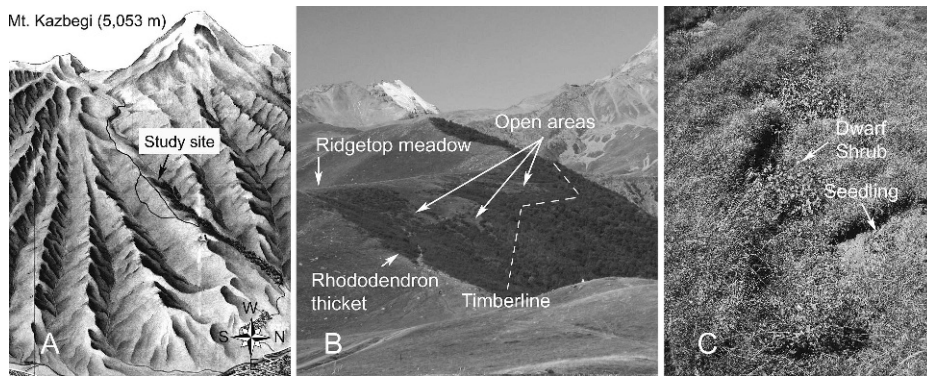 Mt. Kazbegi (5,053 m)
Study site
W
S
N
E
A
Open areas
Ridgetop meadow
Rhododendron
thicket
Timberline
B
Dwarf
Shrub
Seedling
C